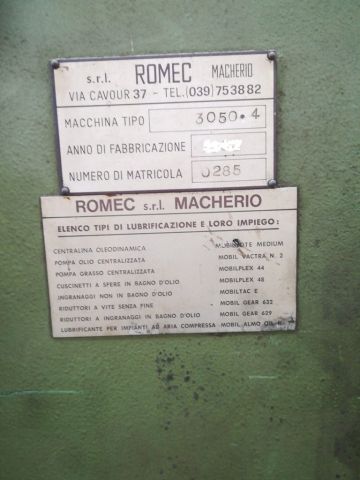 s.r.l. ROMEC MACHERIO
VIA CAVOUR 37 - TEL. (039) 753882
MACCHINA TIPO 3050.4
ANNO DI FABBRICAZIONE
NUMERO DI MATRICOLA 0285
ROMEC s.r.l. MACHERIO
ELENCO TIPI DI LUBRIFICAZIONE E LORO IMPIEGO:
CENTRALINA OLEODINAMICA MEDIUM
POMPA OLIO CENTRALIZZATA MOBIL VACTRA N. 2
POMPA GRASSO CENTRALIZZATA MOBILPLEX 44
CUSCINETTI A SFERE IN BAGNO D'OLIO MOBILPLEX 48
INGRANAGGI NON IN BAGNO D'OLIO MOBILTAC E
RIDUTTORI A VITE SENZA FINE MOBIL GEAR 632
RIDUTTORI A INGRANAGGI IN BAGNO D'OLIO MOBIL GEAR 629
LUBRIFICANTE PER IMPIANTI AD ARIA COMPRESSA MOBIL ALMO OIL